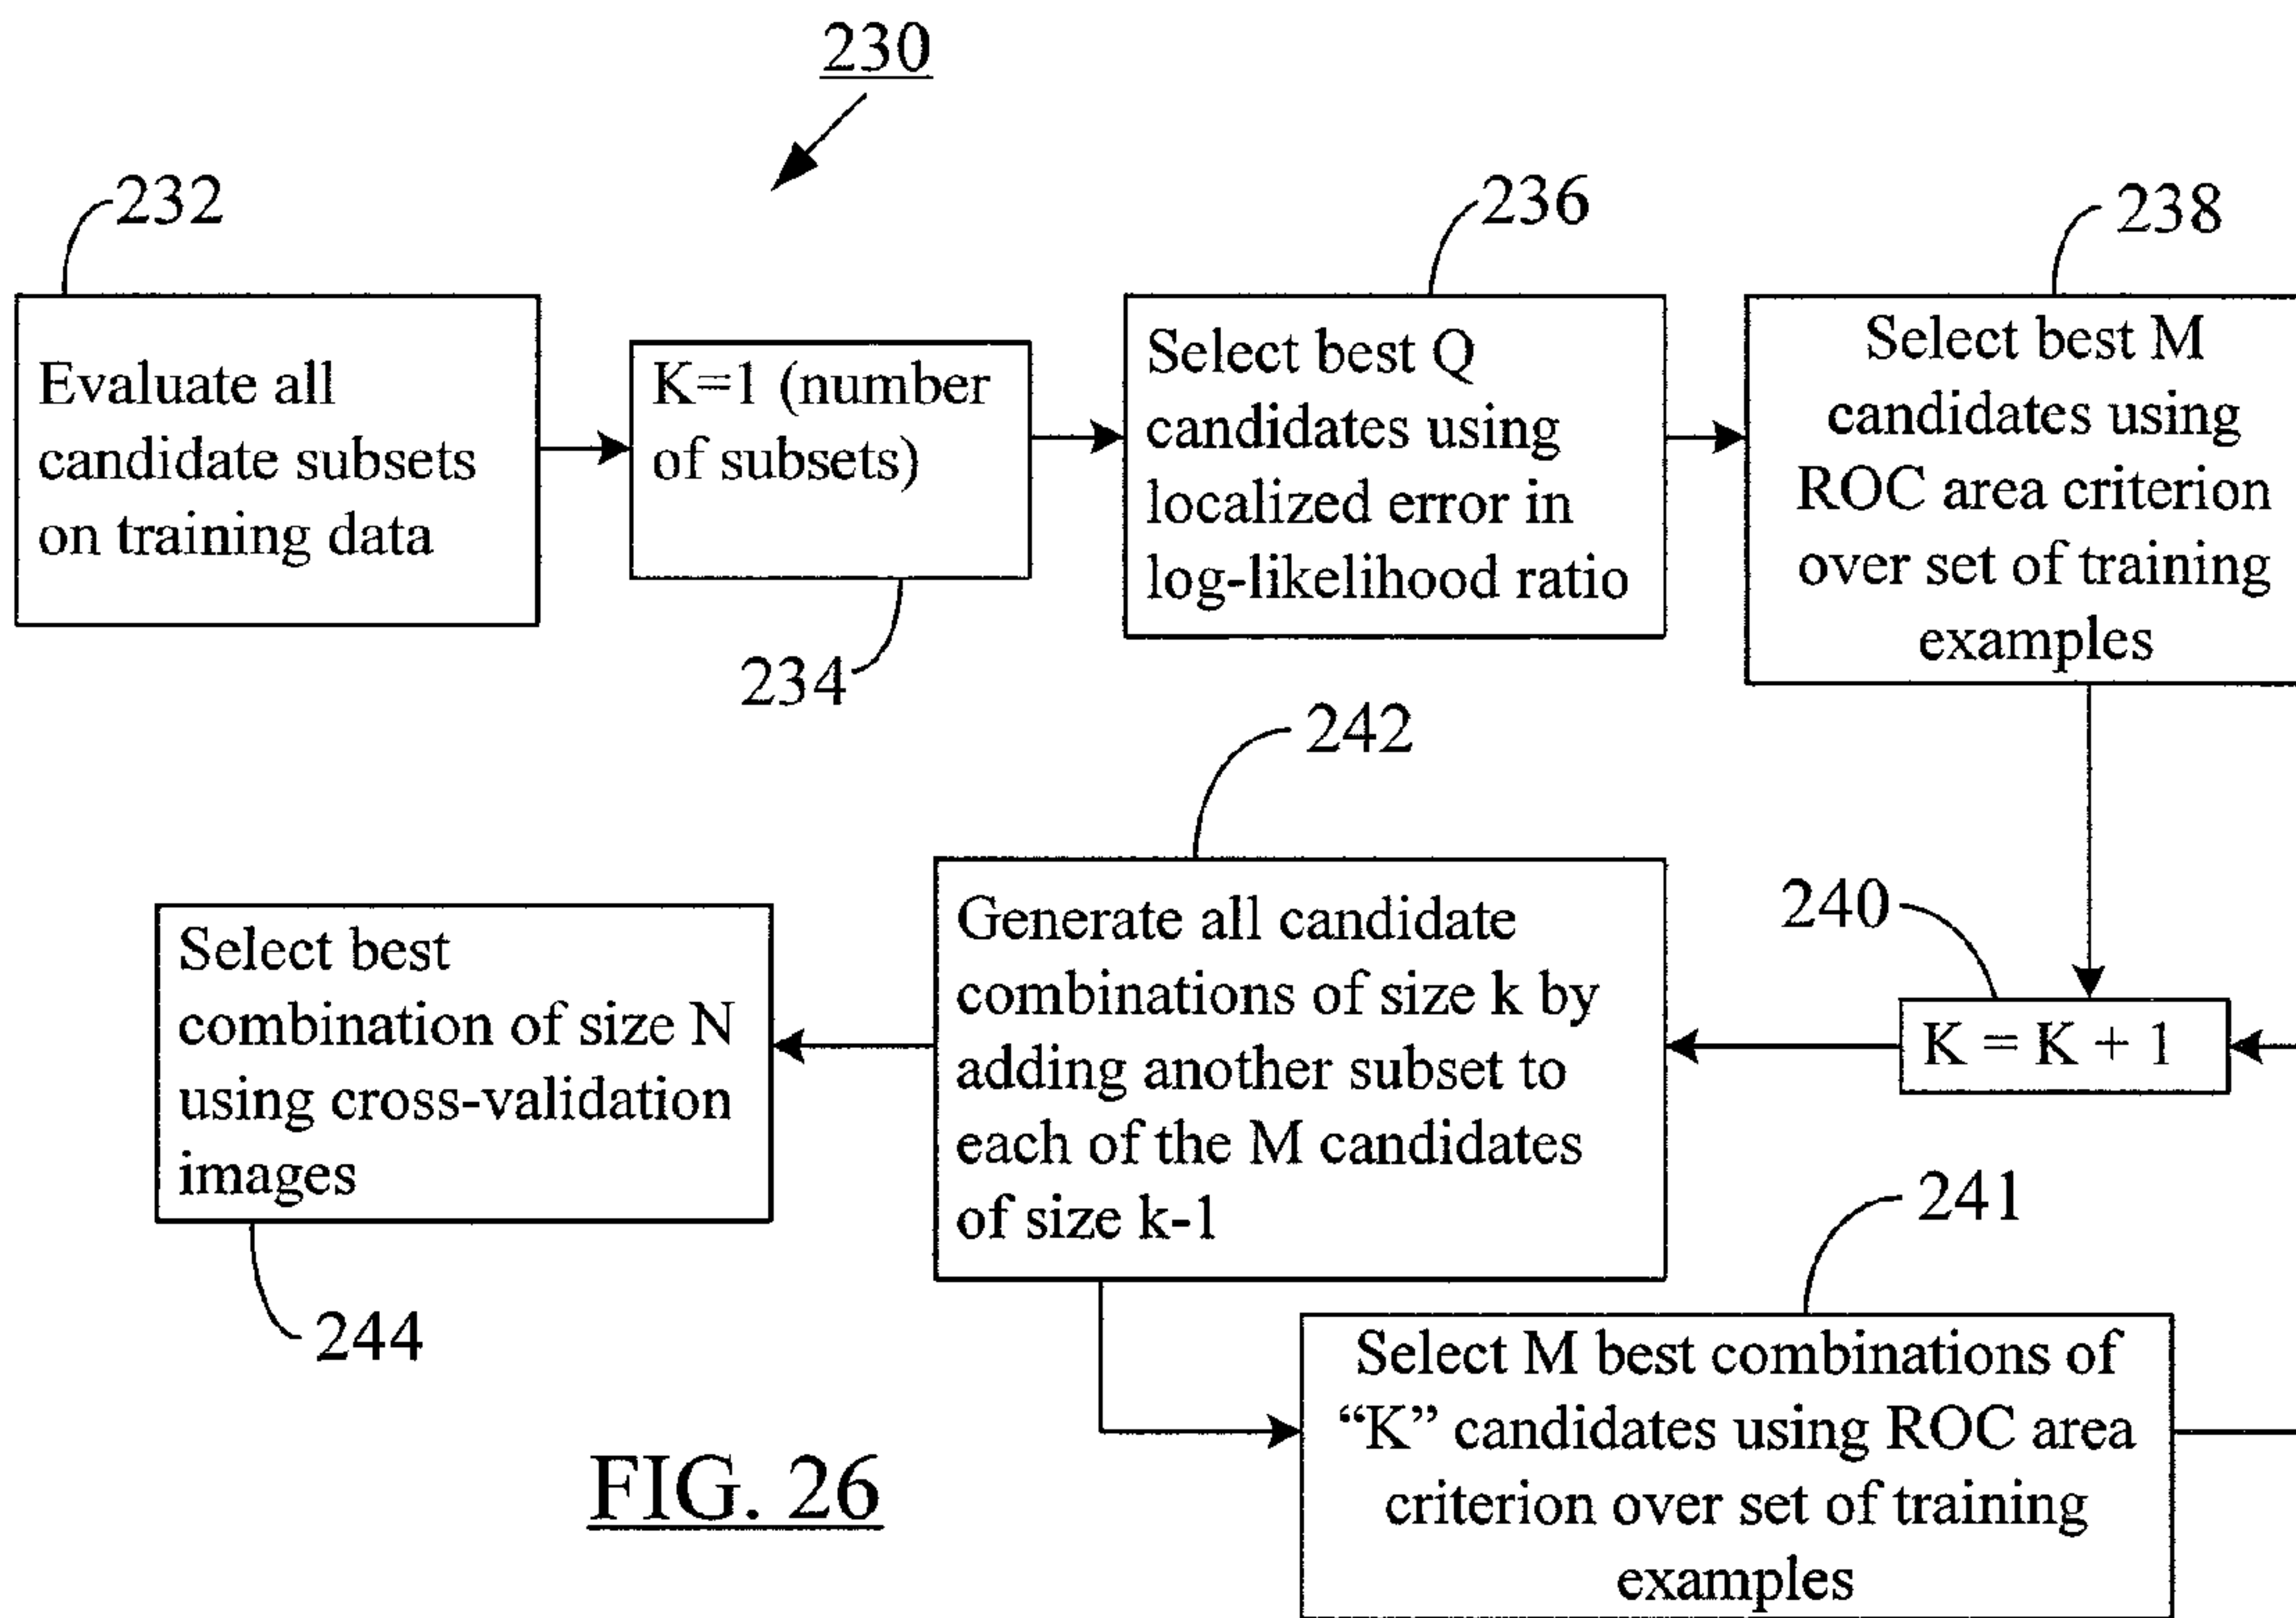 230
232
Evaluate all
candidate subsets
on training data
K=1 (number
of subsets)
234
236
Select best Q
candidates using
localized error in
log-likelihood ratio
238
Select best M
candidates using
ROC area criterion
over set of training
examples
240
K = K + 1
242
Generate all candidate
combinations of size k by
adding another subset to
each of the M candidates
of size k-1
244
Select best
combination of size N
using cross-validation
images
241
Select M best combinations of
“K” candidates using ROC area
criterion over set of training
examples
FIG. 26